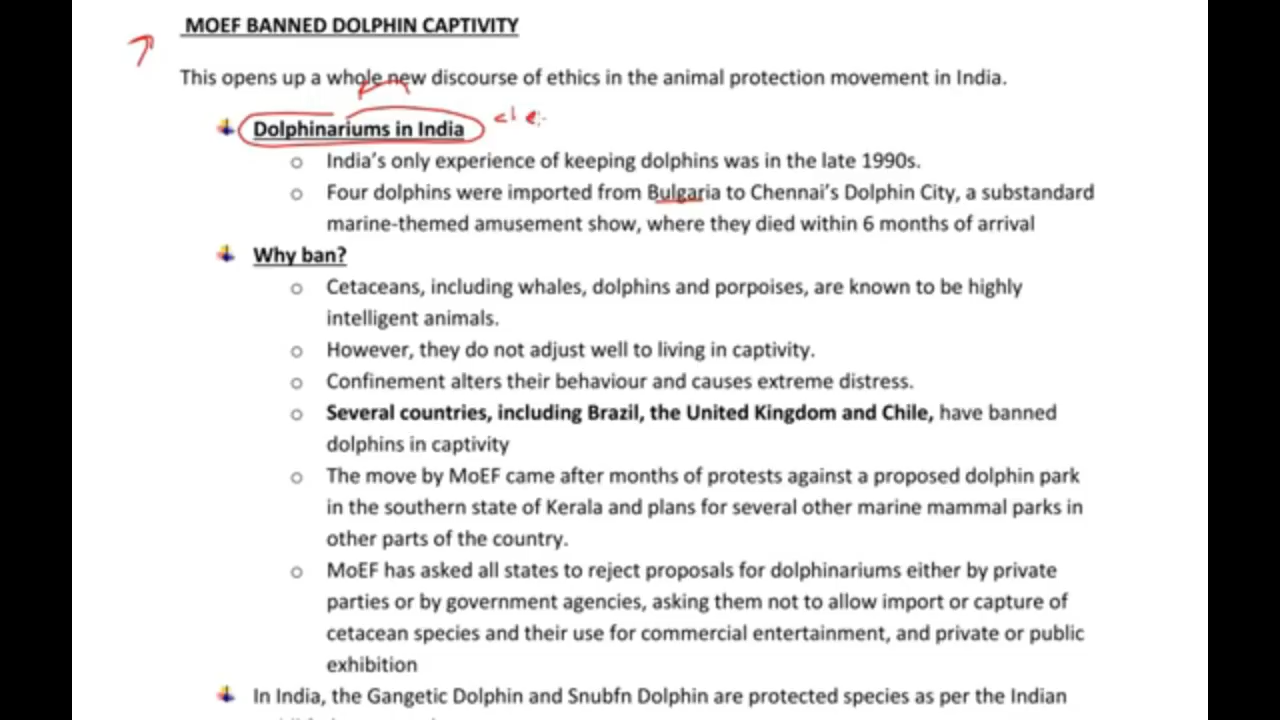 MOEF BANNED DOLPHIN CAPTIVITY
This opens up a whole new discourse of ethics in the animal protection movement in India.
Dolphinariums in India
o India's only experience of keeping dolphins was in the late 1990s.
o Four dolphins were imported from Bulgaria to Chennai's Dolphin City, a substandard
marine-themed amusement show, where they died within 6 months of arrival
Why ban?
o Cetaceans, including whales, dolphins and porpoises, are known to be highly
intelligent animals.
o However, they do not adjust well to living in captivity.
o Confinement alters their behaviour and causes extreme distress.
o Several countries, including Brazil, the United Kingdom and Chile, have banned
dolphins in captivity
o The move by MoEF came after months of protests against a proposed dolphin park
in the southern state of Kerala and plans for several other marine mammal parks in
other parts of the country.
o MoEF has asked all states to reject proposals for dolphinariums either by private
parties or by government agencies, asking them not to allow import or capture of
cetacean species and their use for commercial entertainment, and private or public
exhibition
In India, the Gangetic Dolphin and Snubfn Dolphin are protected species as per the Indian